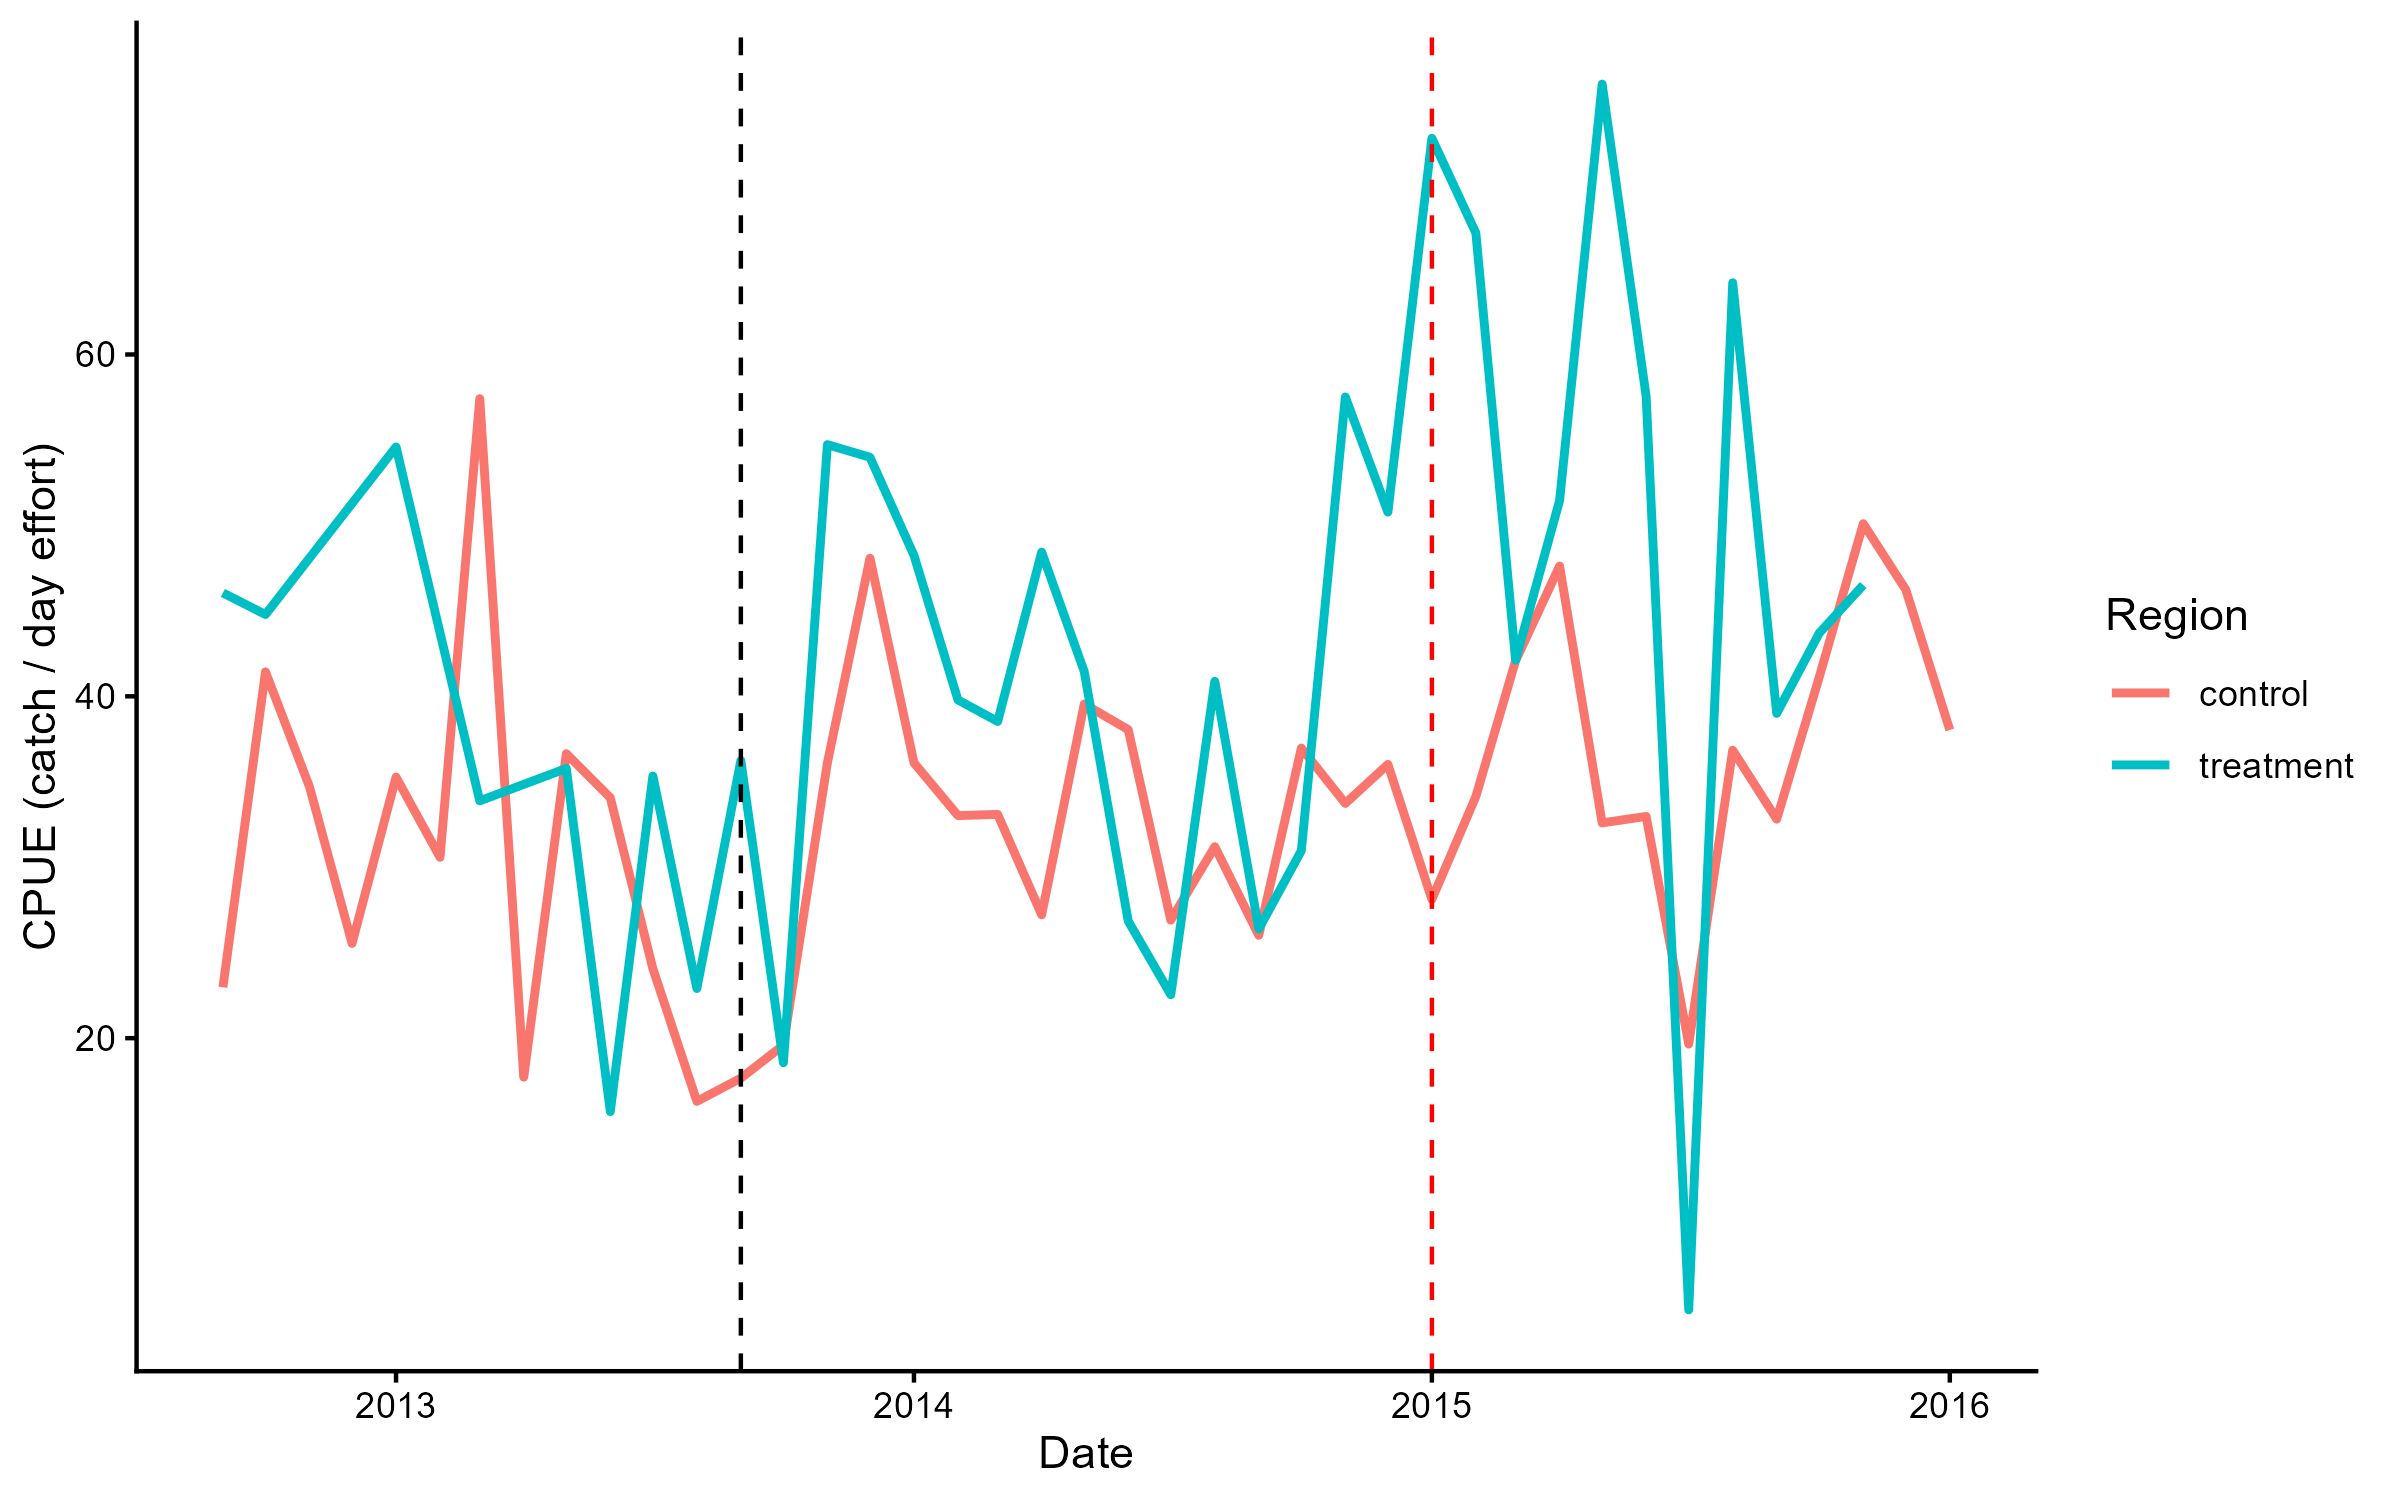 CPUE (catch / day effort)
60
40
20
2013
2014
2015
2016
Date
Region
control
treatment